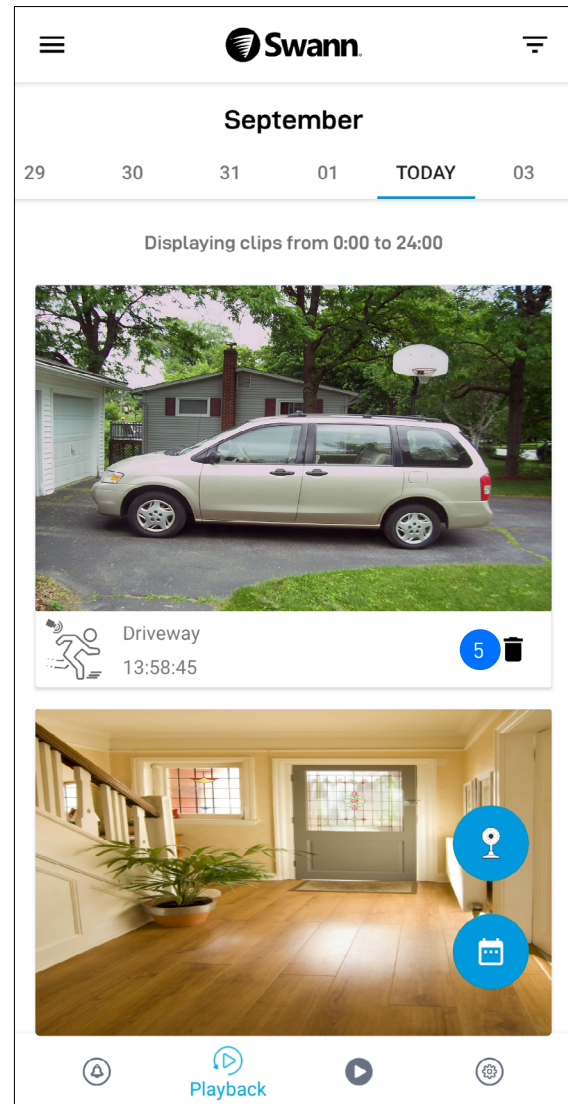 Swann.
September
29 30 31 01 TODAY 03
Displaying clips from 0:00 to 24:00
Driveway
5
13:58:45
Playback